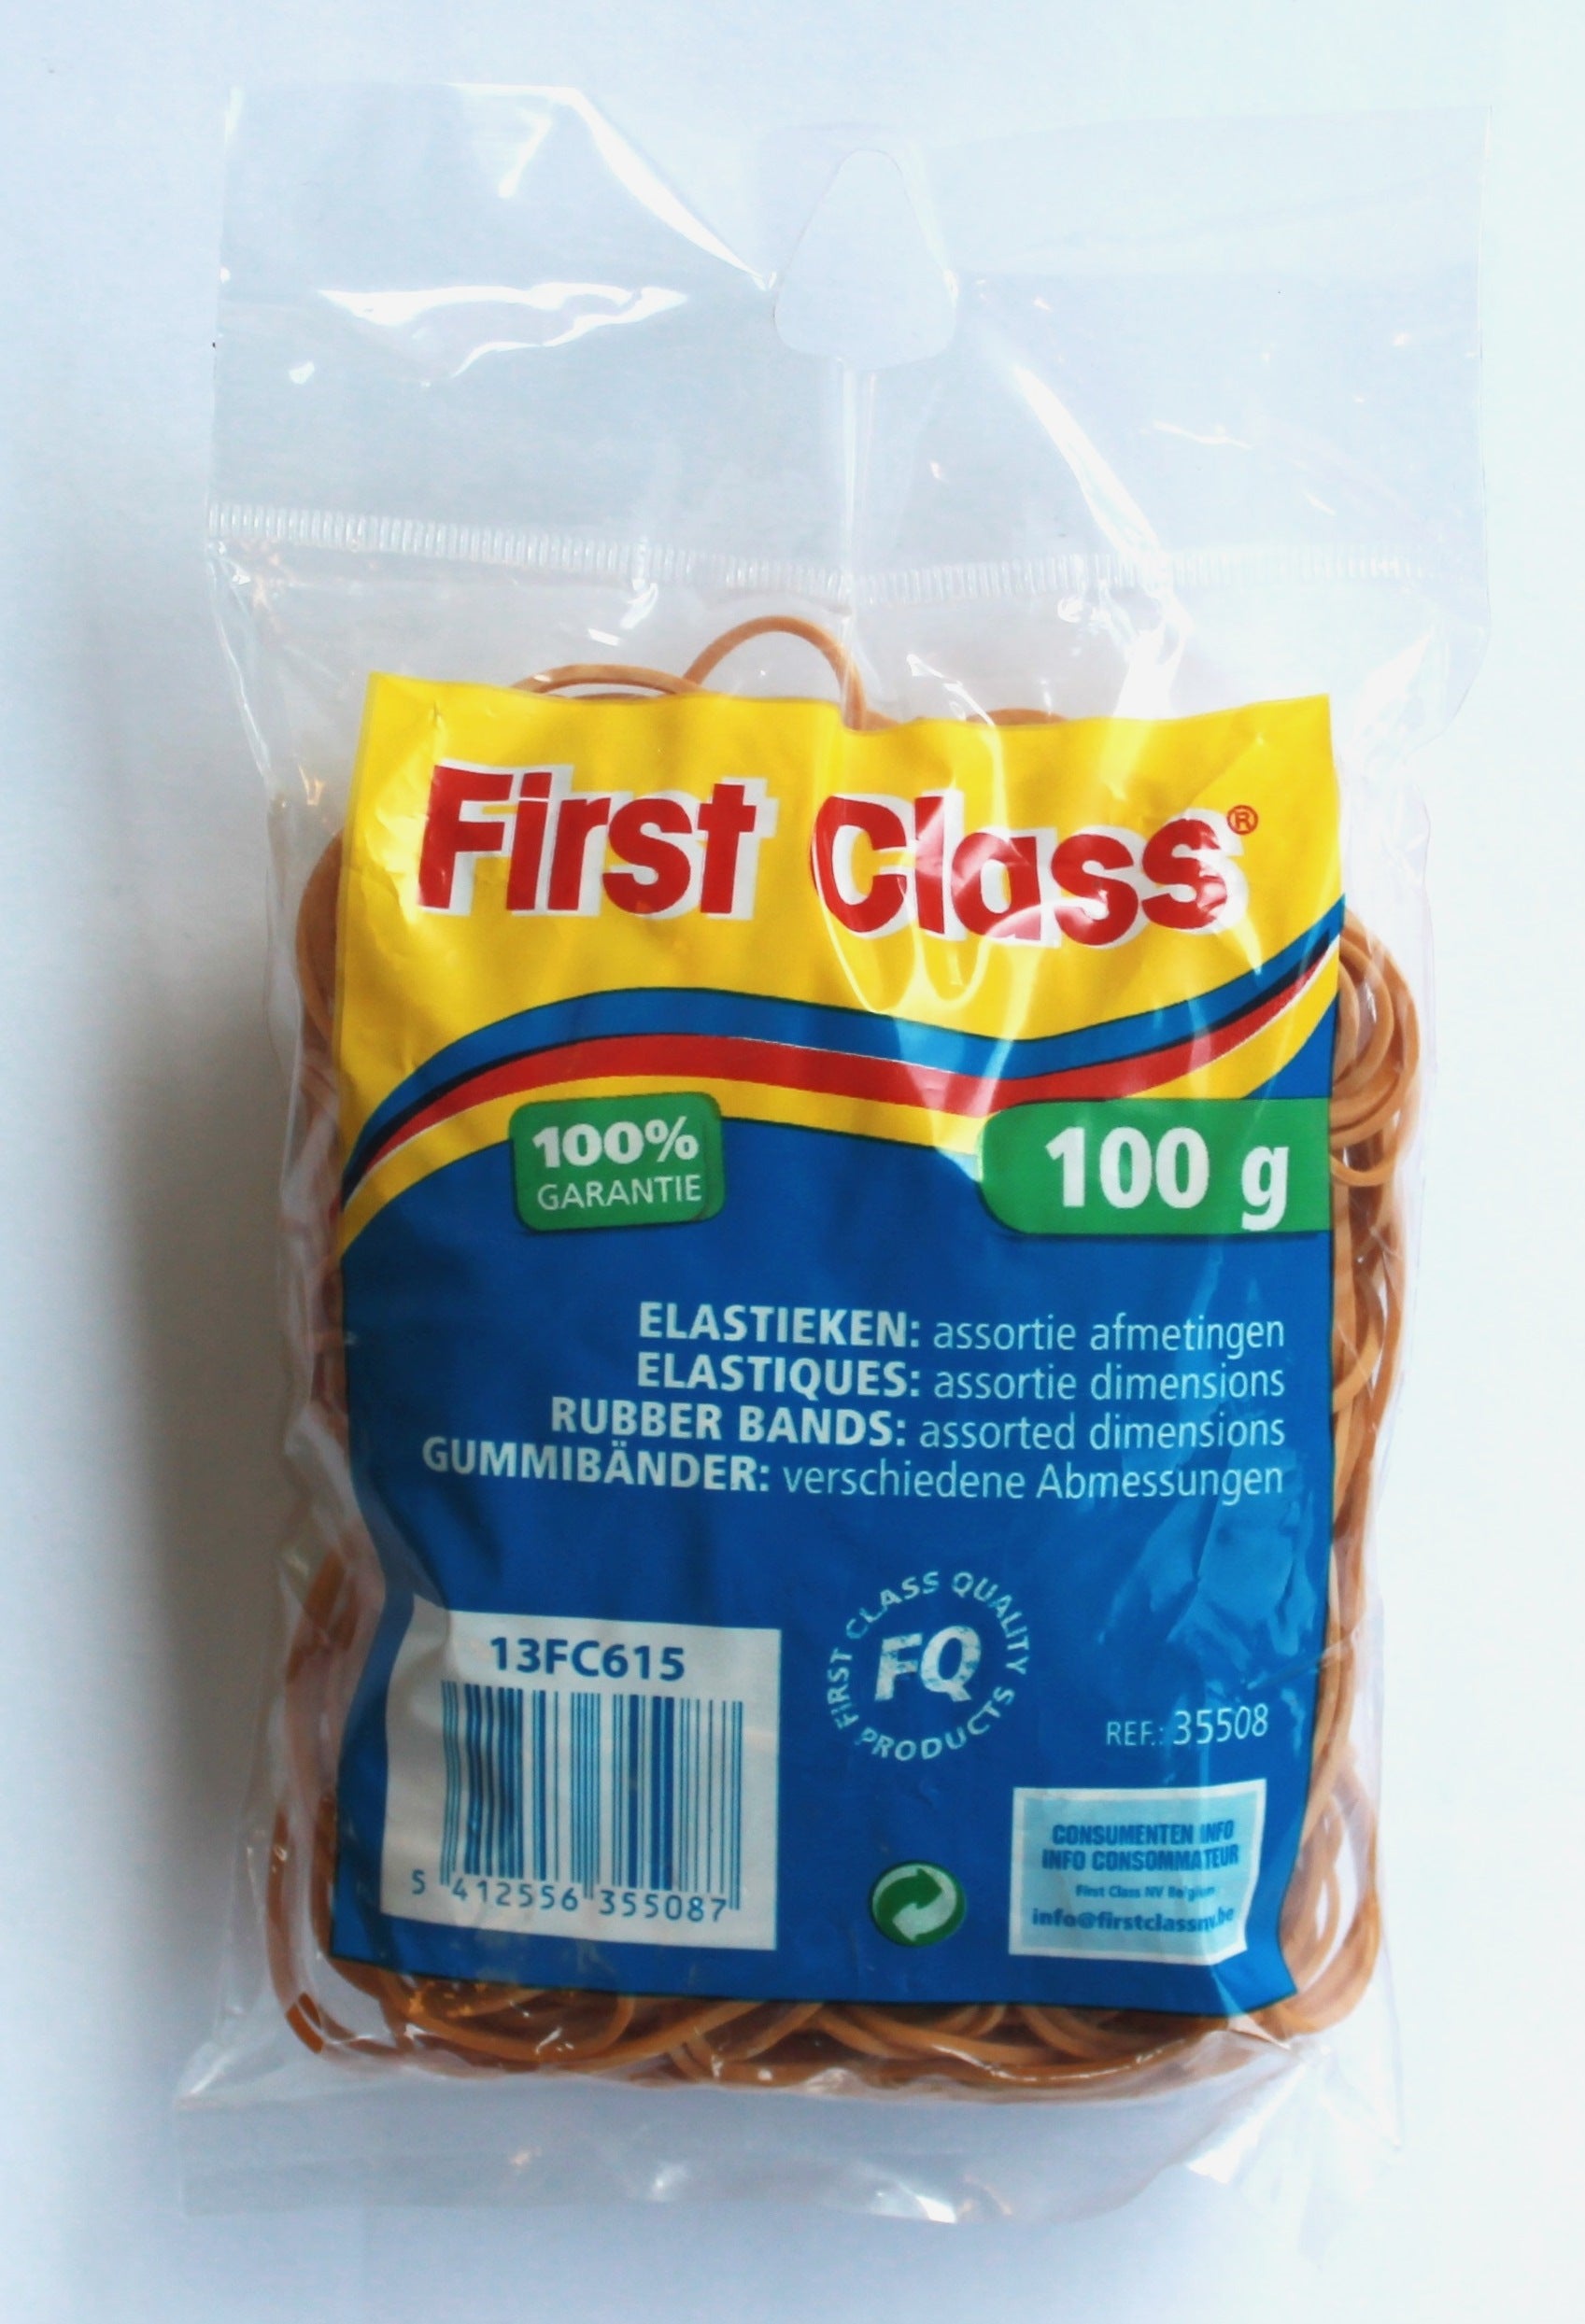 First Class®
100%
GARANTIE
100 g
ELASTIEKEN: assortie afmetingen
ELASTIQUES: assortie dimensions
RUBBER BANDS: assorted dimensions
GUMMIBÄNDER: verschiedene Abmessungen
13FC615
5 412556 355087
FIRST CLASS QUALITY PRODUCTS
FQ
REF.: 35508
CONSUMENTEN INFO
INFO CONSOMMATEUR
First Class NV Belgium
info@firstclassnv.be